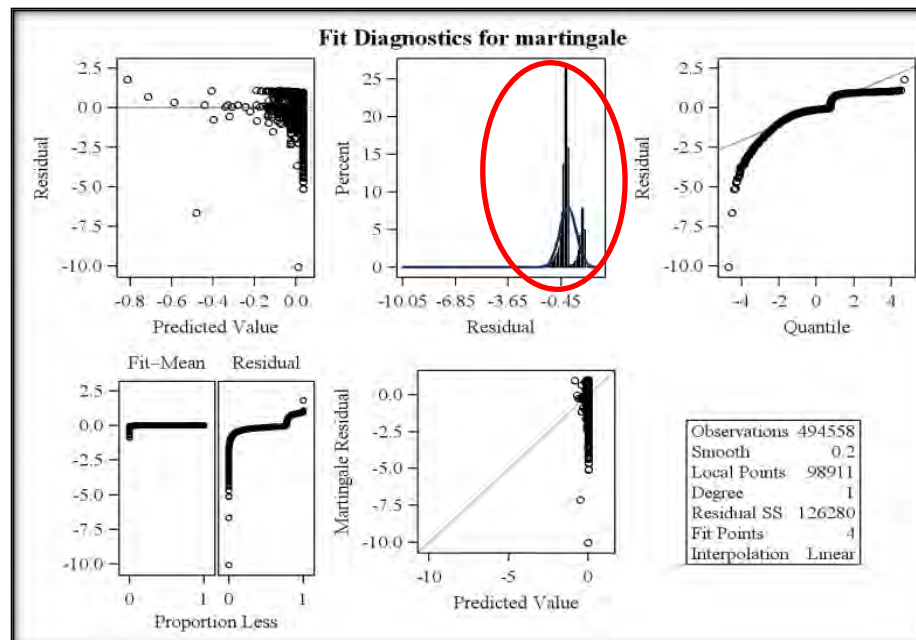 Fit Diagnostics for martingale
2.5
0.0
-2.5
-5.0
-7.5
-10.0
Residual
-0.8 -0.6 -0.4 -0.2 0.0
Predicted Value
25
20
15
10
5
0
Percent
-10.05 -6.85 -3.65 -0.45
Residual
2.5
0.0
-2.5
-5.0
-7.5
-10.0
Residual
-4 -2 0 2 4
Quantile
Fit–Mean Residual
2.5
0.0
-2.5
-5.0
-7.5
-10.0
0 1 0 1
Proportion Less
0.0
-2.5
-5.0
-7.5
-10.0
Martingale Residual
-10 -5 0
Predicted Value
Observations 494558
Smooth 0.2
Local Points 98911
Degree 1
Residual SS 126280
Fit Points 4
Interpolation Linear